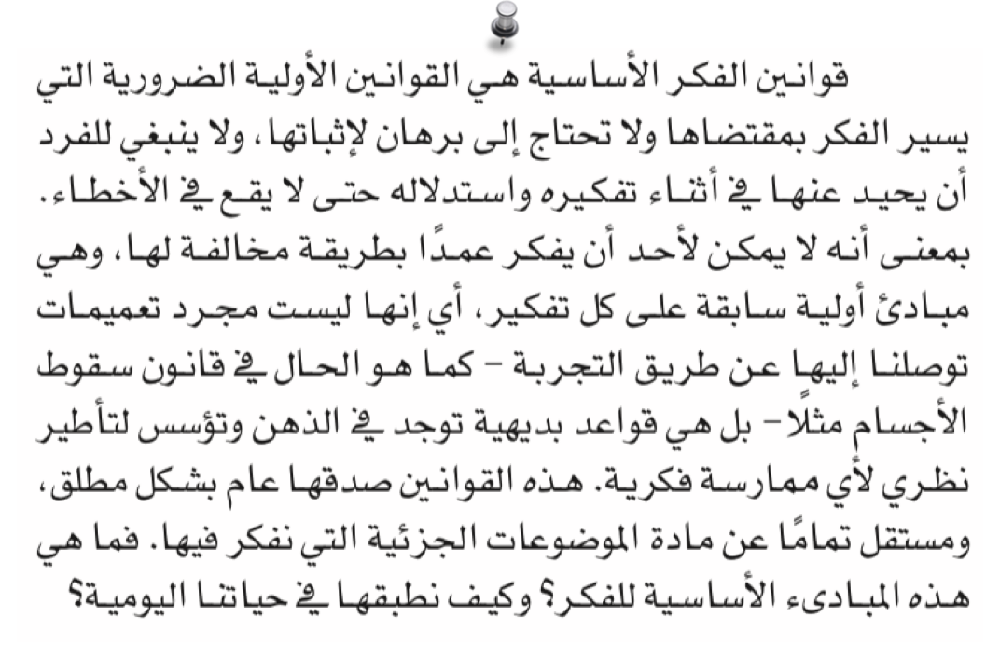 قوانين الفكر الأساسية هي القوانين الأولية الضرورية التي
يسير الفكر بمقتضاها ولا تحتاج إلى برهان لإثباتها، ولا ينبغي للفرد
أن يحيد عنها في أثناء تفكيره واستدلاله حتى لا يقع في الأخطاء.
بمعنى أنه لا يمكن لأحد أن يفكر عمدًا بطريقة مخالفة لها، وهي
مبادئ أولية سابقة على كل تفكير، أي إنها ليست مجرد تعميمات
توصلنا إليها عن طريق التجربة – كما هو الحال في قانون سقوط
الأجسام مثلًا – بل هي قواعد بديهية توجد في الذهن وتؤسس لتأطير
نظري لأي ممارسة فكرية. هذه القوانين صدقها عام بشكل مطلق،
ومستقل تمامًا عن مادة الموضوعات الجزئية التي نفكر فيها. فما هي
هذه المبادىء الأساسية للفكر؟ وكيف نطبقها في حياتنا اليومية؟